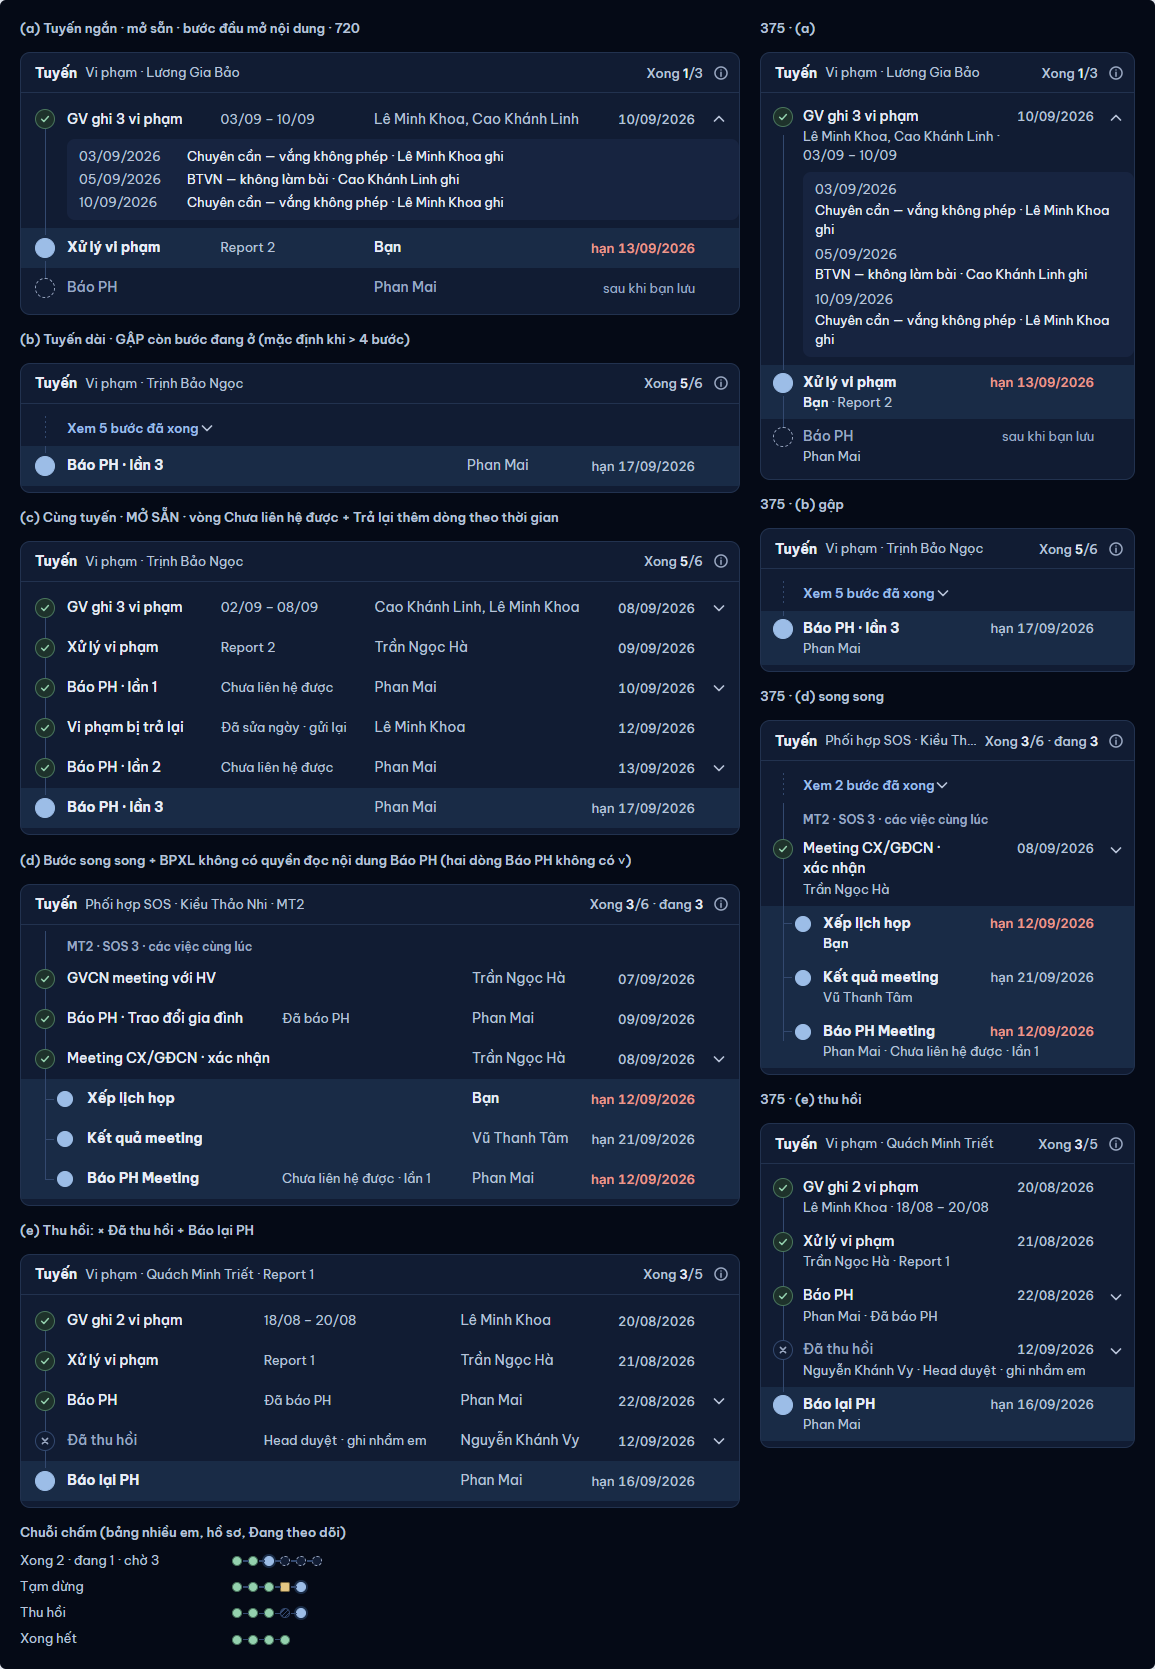 (a) Tuyến ngắn · mở sẵn · bước đầu mở nội dung · 720
Tuyến Vi phạm · Lương Gia Bảo Xong 1/3
GV ghi 3 vi phạm 03/09 – 10/09 Lê Minh Khoa, Cao Khánh Linh 10/09/2026
03/09/2026 Chuyên cần — vắng không phép · Lê Minh Khoa ghi
05/09/2026 BTVN — không làm bài · Cao Khánh Linh ghi
10/09/2026 Chuyên cần — vắng không phép · Lê Minh Khoa ghi
Xử lý vi phạm Report 2 Bạn hạn 13/09/2026
Báo PH Phan Mai sau khi bạn lưu
(b) Tuyến dài · GẬP còn bước đang ở (mặc định khi > 4 bước)
Tuyến Vi phạm · Trịnh Bảo Ngọc Xong 5/6
Xem 5 bước đã xong
Báo PH · lần 3 Phan Mai hạn 17/09/2026
(c) Cùng tuyến · MỞ SẴN · vòng Chưa liên hệ được + Trả lại thêm dòng theo thời gian
Tuyến Vi phạm · Trịnh Bảo Ngọc Xong 5/6
GV ghi 3 vi phạm 02/09 – 08/09 Cao Khánh Linh, Lê Minh Khoa 08/09/2026
Xử lý vi phạm Report 2 Trần Ngọc Hà 09/09/2026
Báo PH · lần 1 Chưa liên hệ được Phan Mai 10/09/2026
Vi phạm bị trả lại Đã sửa ngày · gửi lại Lê Minh Khoa 12/09/2026
Báo PH · lần 2 Chưa liên hệ được Phan Mai 13/09/2026
Báo PH · lần 3 Phan Mai hạn 17/09/2026
(d) Bước song song + BPXL không có quyền đọc nội dung Báo PH (hai dòng Báo PH không có ˅)
Tuyến Phối hợp SOS · Kiều Thảo Nhi · MT2 Xong 3/6 · đang 3
MT2 · SOS 3 · các việc cùng lúc
GVCN meeting với HV Trần Ngọc Hà 07/09/2026
Báo PH · Trao đổi gia đình Đã báo PH Phan Mai 09/09/2026
Meeting CX/GĐCN · xác nhận Trần Ngọc Hà 08/09/2026
Xếp lịch họp Bạn hạn 12/09/2026
Kết quả meeting Vũ Thanh Tâm hạn 21/09/2026
Báo PH Meeting Chưa liên hệ được · lần 1 Phan Mai hạn 12/09/2026
(e) Thu hồi: × Đã thu hồi + Báo lại PH
Tuyến Vi phạm · Quách Minh Triết · Report 1 Xong 3/5
GV ghi 2 vi phạm 18/08 – 20/08 Lê Minh Khoa 20/08/2026
Xử lý vi phạm Report 1 Trần Ngọc Hà 21/08/2026
Báo PH Đã báo PH Phan Mai 22/08/2026
Đã thu hồi Head duyệt · ghi nhầm em Nguyễn Khánh Vy 12/09/2026
Báo lại PH Phan Mai hạn 16/09/2026
Chuỗi chấm (bảng nhiều em, hồ sơ, Đang theo dõi)
Xong 2 · đang 1 · chờ 3
Tạm dừng
Thu hồi
Xong hết
375 · (a)
Tuyến Vi phạm · Lương Gia Bảo Xong 1/3
GV ghi 3 vi phạm 10/09/2026
Lê Minh Khoa, Cao Khánh Linh ·
03/09 – 10/09
03/09/2026
Chuyên cần — vắng không phép · Lê Minh Khoa
ghi
05/09/2026
BTVN — không làm bài · Cao Khánh Linh ghi
10/09/2026
Chuyên cần — vắng không phép · Lê Minh Khoa
ghi
Xử lý vi phạm hạn 13/09/2026
Bạn · Report 2
Báo PH sau khi bạn lưu
Phan Mai
375 · (b) gập
Tuyến Vi phạm · Trịnh Bảo Ngọc Xong 5/6
Xem 5 bước đã xong
Báo PH · lần 3 hạn 17/09/2026
Phan Mai
375 · (d) song song
Tuyến Phối hợp SOS · Kiều Th... Xong 3/6 · đang 3
Xem 2 bước đã xong
MT2 · SOS 3 · các việc cùng lúc
Meeting CX/GĐCN · 08/09/2026
xác nhận
Trần Ngọc Hà
Xếp lịch họp hạn 12/09/2026
Bạn
Kết quả meeting hạn 21/09/2026
Vũ Thanh Tâm
Báo PH Meeting hạn 12/09/2026
Phan Mai · Chưa liên hệ được · lần 1
375 · (e) thu hồi
Tuyến Vi phạm · Quách Minh Triết Xong 3/5
GV ghi 2 vi phạm 20/08/2026
Lê Minh Khoa · 18/08 – 20/08
Xử lý vi phạm 21/08/2026
Trần Ngọc Hà · Report 1
Báo PH 22/08/2026
Phan Mai · Đã báo PH
Đã thu hồi 12/09/2026
Nguyễn Khánh Vy · Head duyệt · ghi nhầm em
Báo lại PH hạn 16/09/2026
Phan Mai